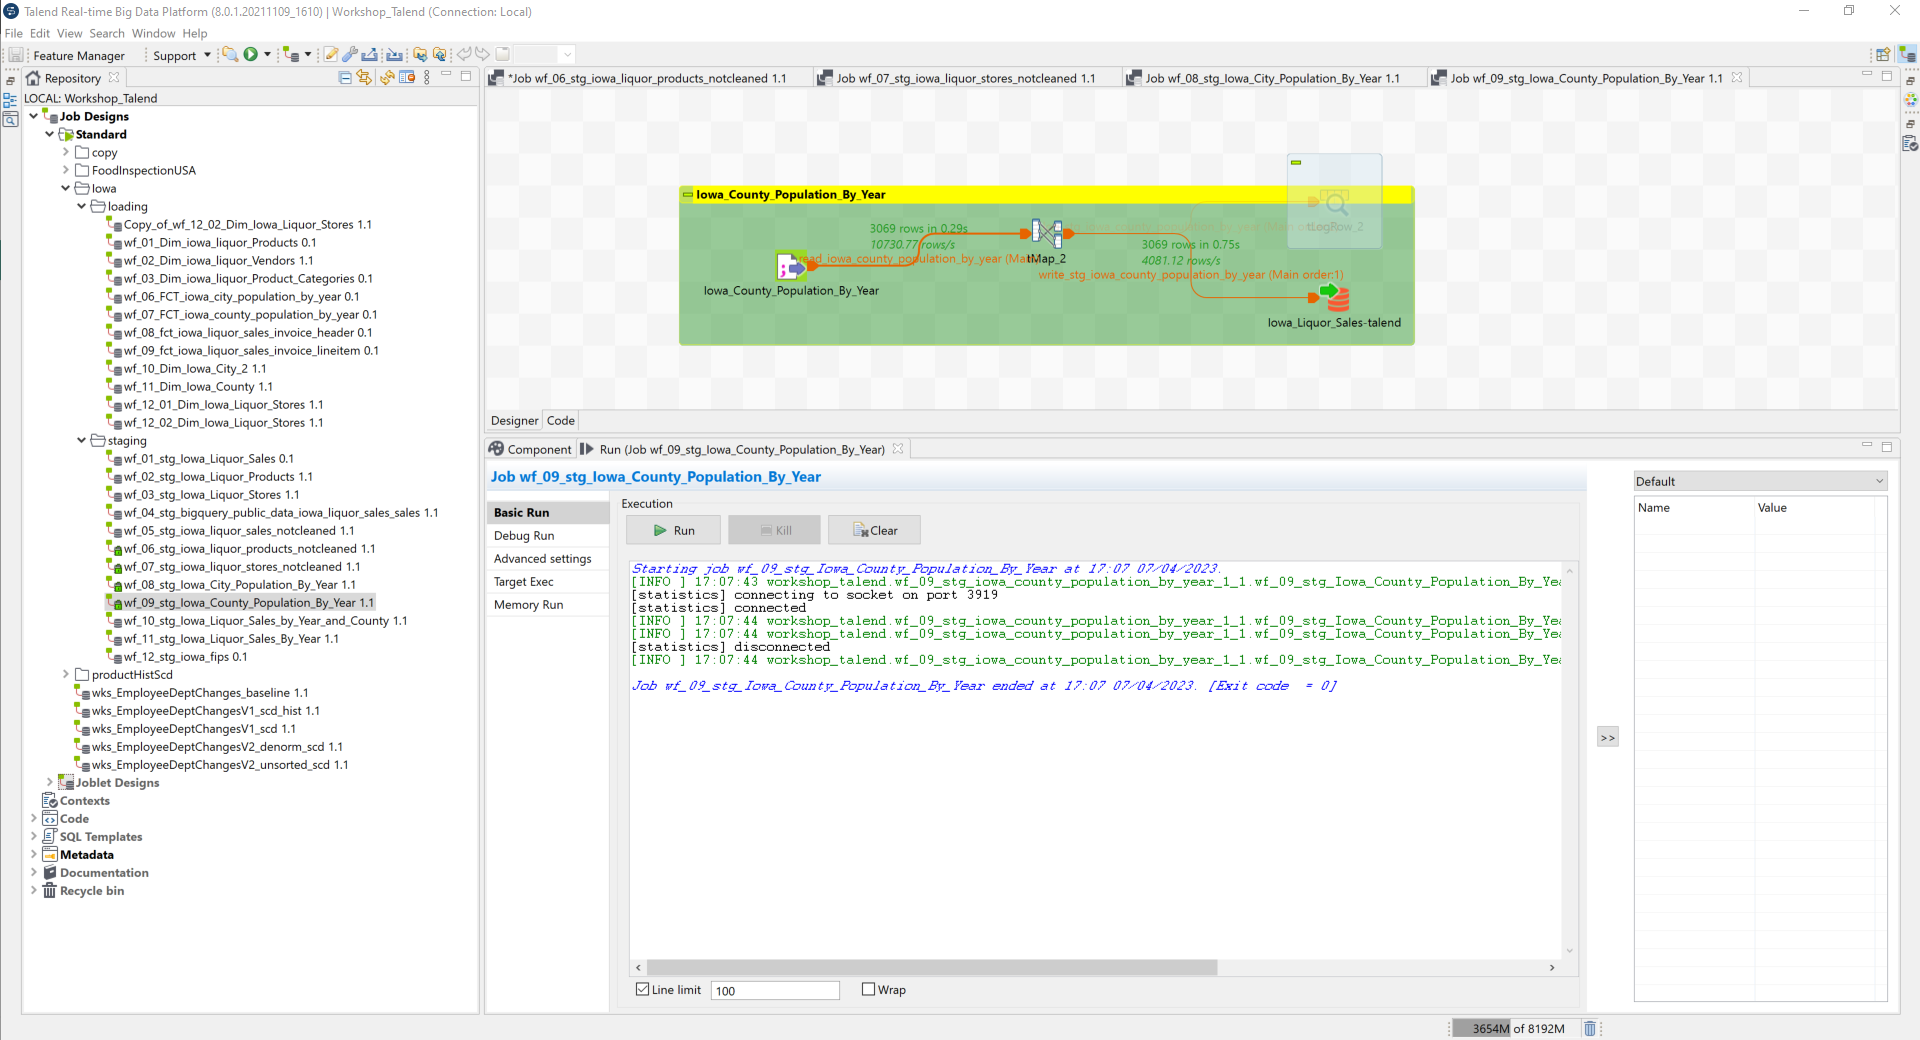 Talend Real-time Big Data Platform (8.0.1.20211109_1610) | Workshop_Talend (Connection: Local)
File Edit View Search Window Help
Feature Manager Support
Repository
LOCAL: Workshop_Talend
Job Designs
Standard
copy
FoodInspectionUSA
Iowa
loading
Copy_of_wf_12_02_Dim_Iowa_Liquor_Stores 1.1
wf_01_Dim_iowa_liquor_Products 0.1
wf_02_Dim_iowa_liquor_Vendors 1.1
wf_03_Dim_iowa_liquor_Product_Categories 0.1
wf_06_FCT_iowa_city_population_by_year 0.1
wf_07_FCT_iowa_county_population_by_year 0.1
wf_08_fct_iowa_liquor_sales_invoice_header 0.1
wf_09_fct_iowa_liquor_sales_invoice_lineitem 0.1
wf_10_Dim_Iowa_City_2 1.1
wf_11_Dim_Iowa_County 1.1
wf_12_01_Dim_Iowa_Liquor_Stores 1.1
wf_12_02_Dim_Iowa_Liquor_Stores 1.1
staging
wf_01_stg_Iowa_Liquor_Sales 0.1
wf_02_stg_Iowa_Liquor_Products 1.1
wf_03_stg_Iowa_Liquor_Stores 1.1
wf_04_stg_bigquery_public_data_iowa_liquor_sales_sales 1.1
wf_05_stg_iowa_liquor_sales_notcleaned 1.1
wf_06_stg_iowa_liquor_products_notcleaned 1.1
wf_07_stg_iowa_liquor_stores_notcleaned 1.1
wf_08_stg_Iowa_City_Population_By_Year 1.1
wf_09_stg_Iowa_County_Population_By_Year 1.1
wf_10_stg_Iowa_Liquor_Sales_by_Year_and_County 1.1
wf_11_stg_Iowa_Liquor_Sales_By_Year 1.1
wf_12_stg_iowa_fips 0.1
productHistScd
wks_EmployeeDeptChanges_baseline 1.1
wks_EmployeeDeptChangesV1_scd_hist 1.1
wks_EmployeeDeptChangesV1_scd 1.1
wks_EmployeeDeptChangesV2_denorm_scd 1.1
wks_EmployeeDeptChangesV2_unsorted_scd 1.1
Joblet Designs
Contexts
Code
SQL Templates
Metadata
Documentation
Recycle bin
*Job wf_06_stg_iowa_liquor_products_notcleaned 1.1
Job wf_07_stg_iowa_liquor_stores_notcleaned 1.1
Job wf_08_stg_Iowa_City_Population_By_Year 1.1
Job wf_09_stg_Iowa_County_Population_By_Year 1.1
Iowa_County_Population_By_Year
3069 rows in 0.29s
10730.77 rows/s
read_iowa_county_population_by_year (Main)
Iowa_County_Population_By_Year
tMap_2
tLogRow_2
3069 rows in 0.75s
4081.12 rows/s
write_stg_iowa_county_population_by_year (Main order:1)
Iowa_Liquor_Sales-talend
Designer Code
Component Run (Job wf_09_stg_Iowa_County_Population_By_Year)
Job wf_09_stg_Iowa_County_Population_By_Year
Basic Run
Debug Run
Advanced settings
Target Exec
Memory Run
Execution
Run Kill Clear
Starting job wf_09_stg_Iowa_County_Population_By_Year at 17:07 07/04/2023.
[INFO ] 17:07:43 workshop_talend.wf_09_stg_iowa_county_population_by_year_1_1.wf_09_stg_Iowa_County_Population_By_Yea
[statistics] connecting to socket on port 3919
[statistics] connected
[INFO ] 17:07:44 workshop_talend.wf_09_stg_iowa_county_population_by_year_1_1.wf_09_stg_Iowa_County_Population_By_Yea
[INFO ] 17:07:44 workshop_talend.wf_09_stg_iowa_county_population_by_year_1_1.wf_09_stg_Iowa_County_Population_By_Yea
[statistics] disconnected
[INFO ] 17:07:44 workshop_talend.wf_09_stg_iowa_county_population_by_year_1_1.wf_09_stg_Iowa_County_Population_By_Yea
Job wf_09_stg_Iowa_County_Population_By_Year ended at 17:07 07/04/2023. [Exit code = 0]
Line limit 100 Wrap
>>
Default
Name Value
3654M of 8192M